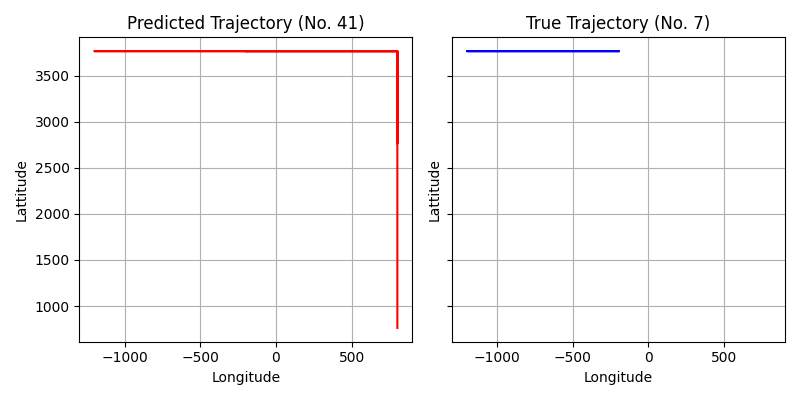 Predicted Trajectory (No. 41)
True Trajectory (No. 7)
3500
3000
2500
2000
1500
1000
Lattitude
Lattitude
−1000
−500
0
500
−1000
−500
0
500
Longitude
Longitude